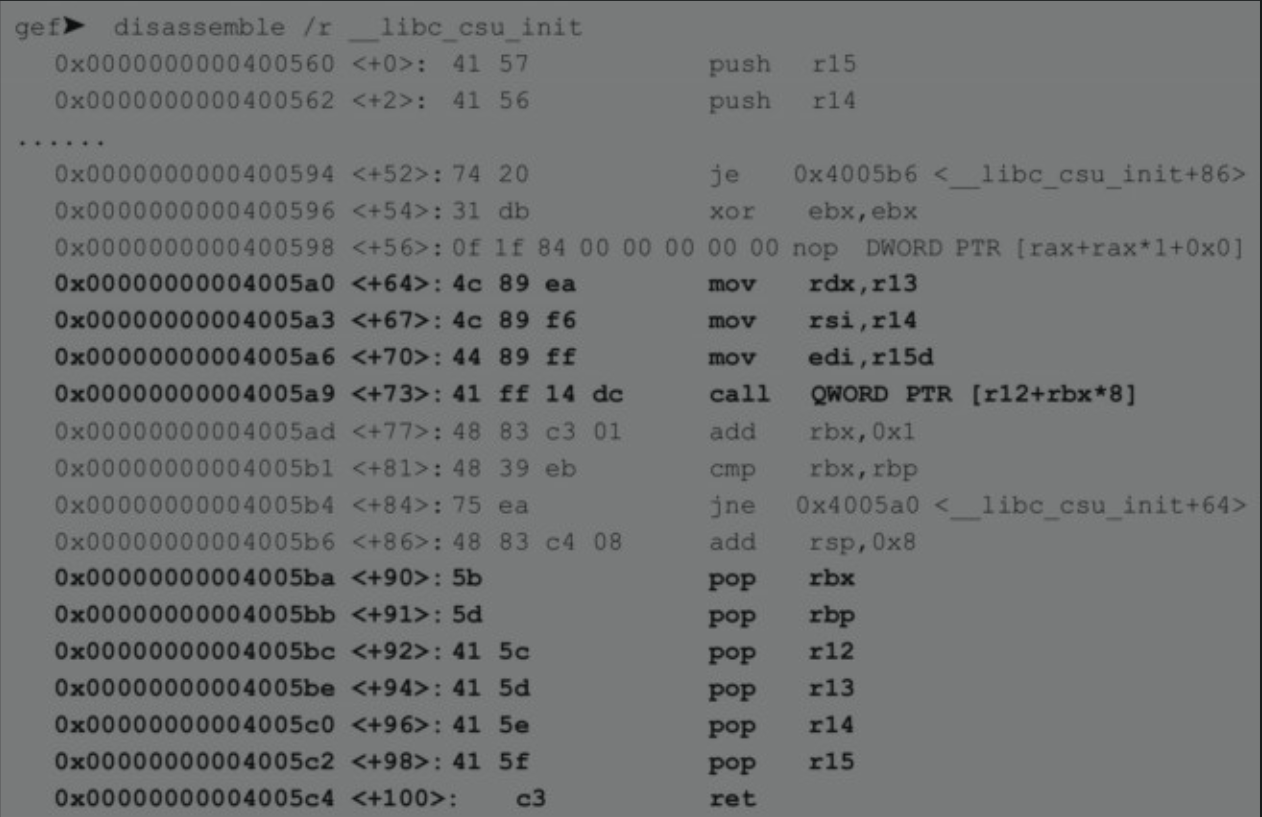 gef➤  disassemble /r __libc_csu_init
0x0000000000400560 <+0>: 41 57 push r15
0x0000000000400562 <+2>: 41 56 push r14
......
0x0000000000400594 <+52>: 74 20 je 0x4005b6 <__libc_csu_init+86>
0x0000000000400596 <+54>: 31 db xor ebx,ebx
0x0000000000400598 <+56>: 0f 1f 84 00 00 00 00 00 nop DWORD PTR [rax+rax*1+0x0]
0x00000000004005a0 <+64>: 4c 89 ea mov rdx,r13
0x00000000004005a3 <+67>: 4c 89 f6 mov rsi,r14
0x00000000004005a6 <+70>: 44 89 ff mov edi,r15d
0x00000000004005a9 <+73>: 41 ff 14 dc call QWORD PTR [r12+rbx*8]
0x00000000004005ad <+77>: 48 83 c3 01 add rbx,0x1
0x00000000004005b1 <+81>: 48 39 eb cmp rbx,rbp
0x00000000004005b4 <+84>: 75 ea jne 0x4005a0 <__libc_csu_init+64>
0x00000000004005b6 <+86>: 48 83 c4 08 add rsp,0x8
0x00000000004005ba <+90>: 5b pop rbx
0x00000000004005bb <+91>: 5d pop rbp
0x00000000004005bc <+92>: 41 5c pop r12
0x00000000004005be <+94>: 41 5d pop r13
0x00000000004005c0 <+96>: 41 5e pop r14
0x00000000004005c2 <+98>: 41 5f pop r15
0x00000000004005c4 <+100>: c3 ret